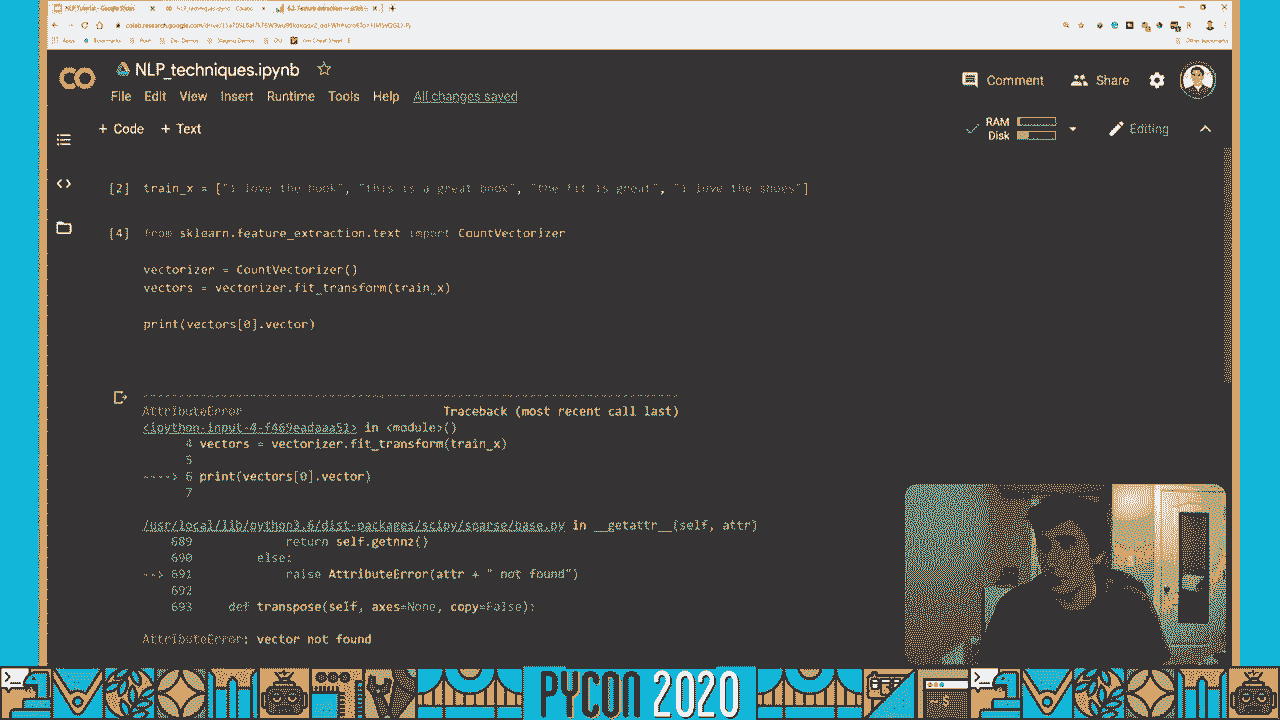 NLP Tutorial - Google Slides
NLP_techniques.ipynb
Comment
Share
File Edit View Insert Runtime Tools Help All changes saved
+ Code + Text
RAM
Disk
Editing
[2] train_x = ["i love the book", "this is a great book", "the fit is great", "i love the shoes"]
[4] from sklearn.feature_extraction.text import CountVectorizer
vectorizer = CountVectorizer()
vectors = vectorizer.fit_transform(train_x)
print(vectors[0].vector)
AttributeError Traceback (most recent call last)
<ipython-input-4-f469eadaaa51> in <module>()
4 vectors = vectorizer.fit_transform(train_x)
5
----> 6 print(vectors[0].vector)
7
/usr/local/lib/python3.6/dist-packages/scipy/sparse/base.py in __getattr__(self, attr)
689 return self.getnnz()
690 else:
--> 691 raise AttributeError(attr + " not found")
692
693 def transpose(self, axes=None, copy=False):
AttributeError: vector not found
PYCON 2020